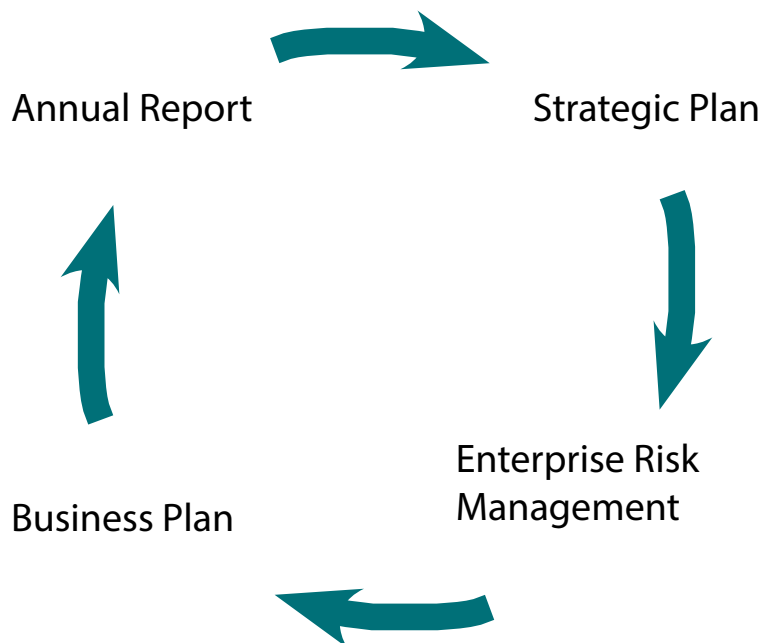 Annual Report
Strategic Plan
Enterprise Risk
Management
Business Plan